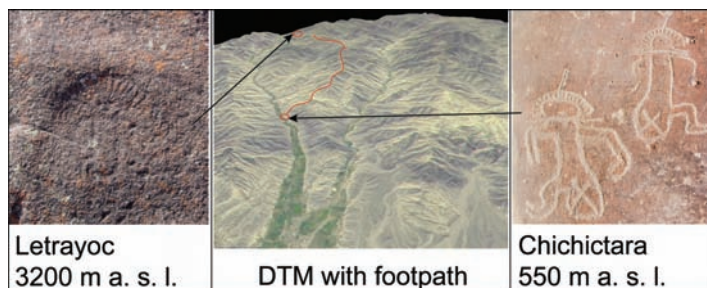 Letrayoc
3200 m a. s. l.
DTM with footpath
Chichictara
550 m a. s. l.